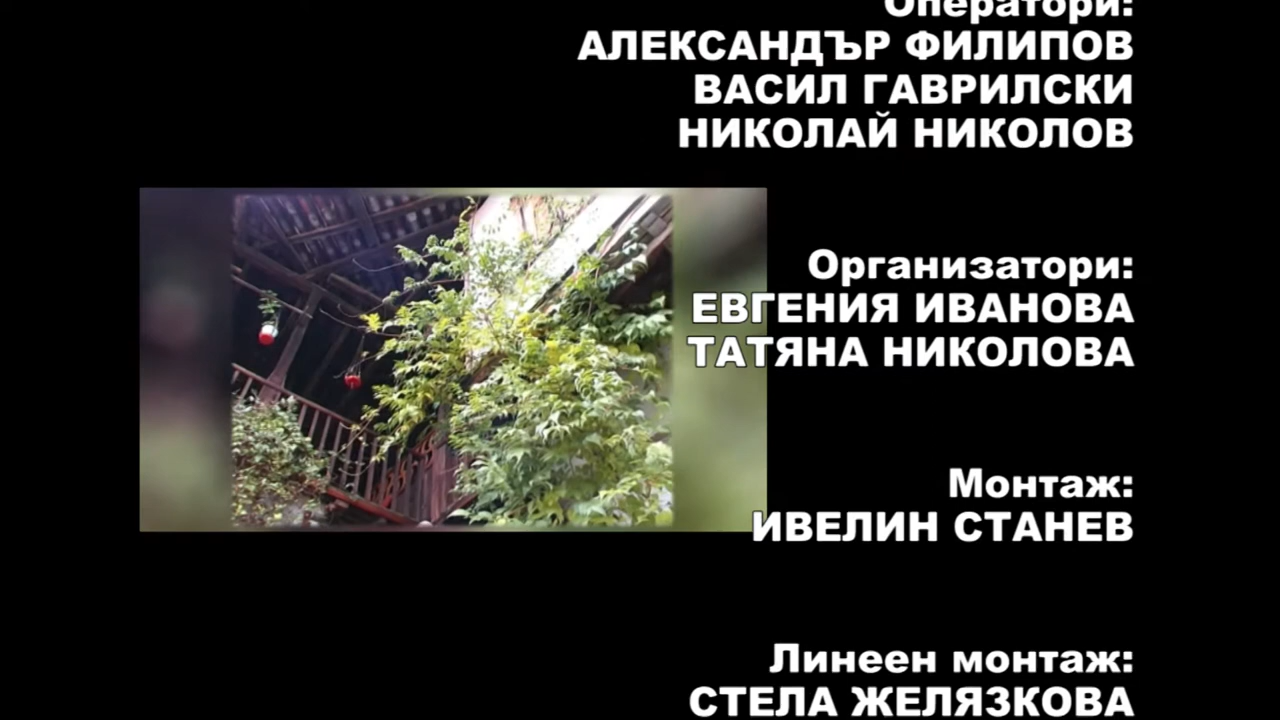 Оператори:
АЛЕКСАНДЪР ФИЛИПОВ
ВАСИЛ ГАВРИЛСКИ
НИКОЛАЙ НИКОЛОВ
Организатори:
ЕВГЕНИЯ ИВАНОВА
ТАТЯНА НИКОЛОВА
Монтаж:
ИВЕЛИН СТАНЕВ
Линеен монтаж:
СТЕЛА ЖЕЛЯЗКОВА